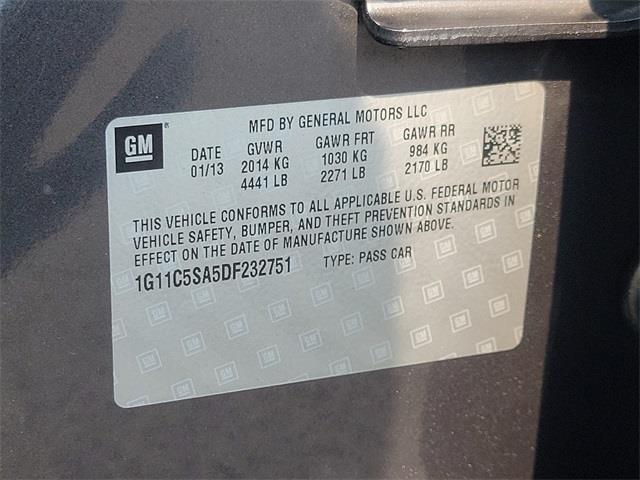 MFD BY GENERAL MOTORS LLC
GM ®
DATE GVWR GAWR FRT GAWR RR
01/13 2014 KG 1030 KG 984 KG
4441 LB 2271 LB 2170 LB
THIS VEHICLE CONFORMS TO ALL APPLICABLE U.S. FEDERAL MOTOR
VEHICLE SAFETY, BUMPER, AND THEFT PREVENTION STANDARDS IN
EFFECT ON THE DATE OF MANUFACTURE SHOWN ABOVE.
1G11C5SA5DF232751 TYPE: PASS CAR